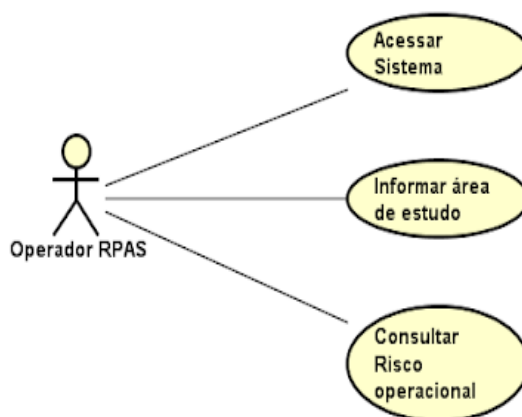 Acessar
Sistema
Informar área
de estudo
Operador RPAS
Consultar
Risco
operacional